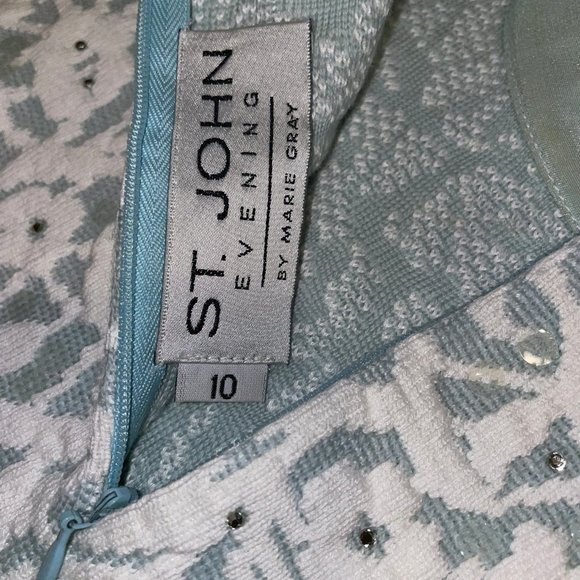 ST. JOHN
EVENING
BY MARIE GRAY
10